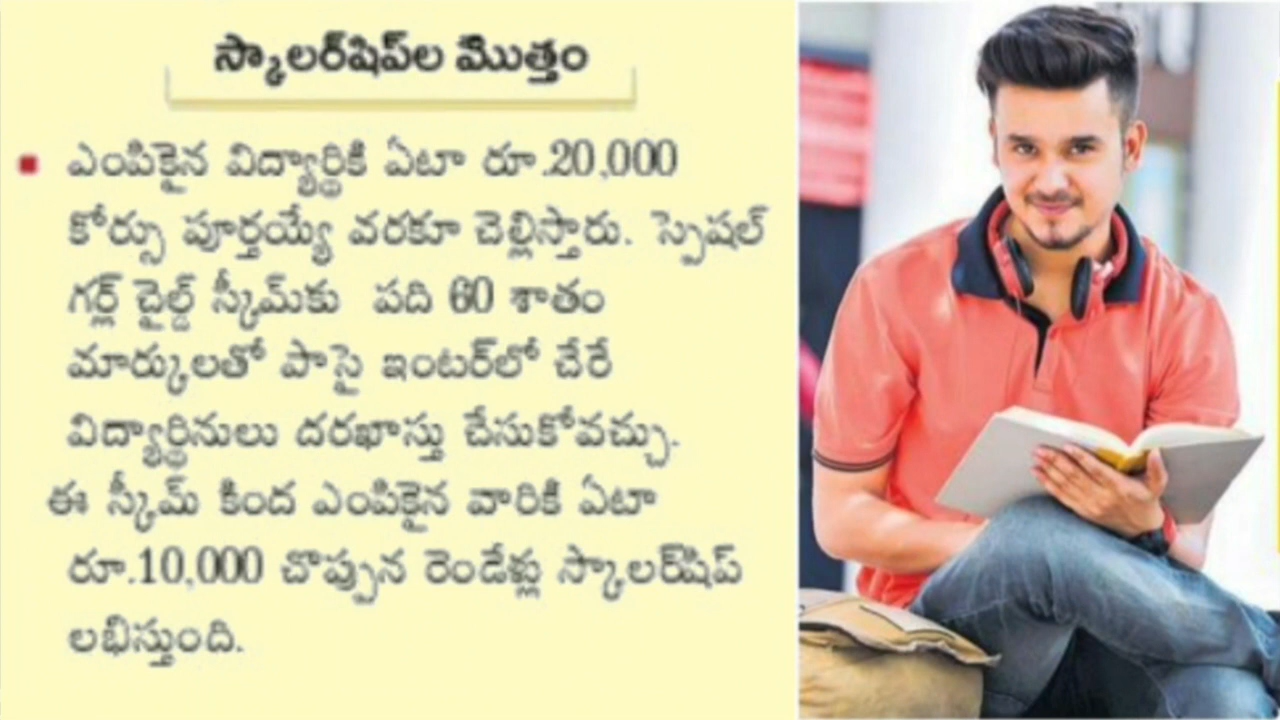 స్కాలర్‌షిప్‌ల మొత్తం
ఎంపికైన విద్యార్థికి ఏటా రూ.20,000
కోర్సు పూర్తయ్యే వరకూ చెల్లిస్తారు. స్పెషల్
గర్ల్ చైల్డ్ స్కీమ్‌కు పది 60 శాతం
మార్కులతో పాసై ఇంటర్‌లో చేరే
విద్యార్థినులు దరఖాస్తు చేసుకోవచ్చు.
ఈ స్కీమ్ కింద ఎంపికైన వారికి ఏటా
రూ.10,000 చొప్పున రెండేళ్లు స్కాలర్‌షిప్
లభిస్తుంది.